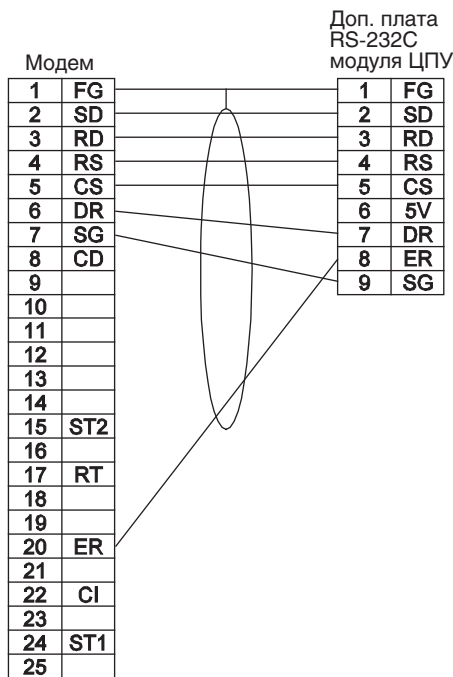 Доп. плата
RS-232C
модуля ЦПУ
Модем
1 FG 1 FG
2 SD 2 SD
3 RD 3 RD
4 RS 4 RS
5 CS 5 CS
6 DR 6 5V
7 SG 7 DR
8 CD 8 ER
9 9 SG
10
11
12
13
14
15 ST2
16
17 RT
18
19
20 ER
21
22 CI
23
24 ST1
25